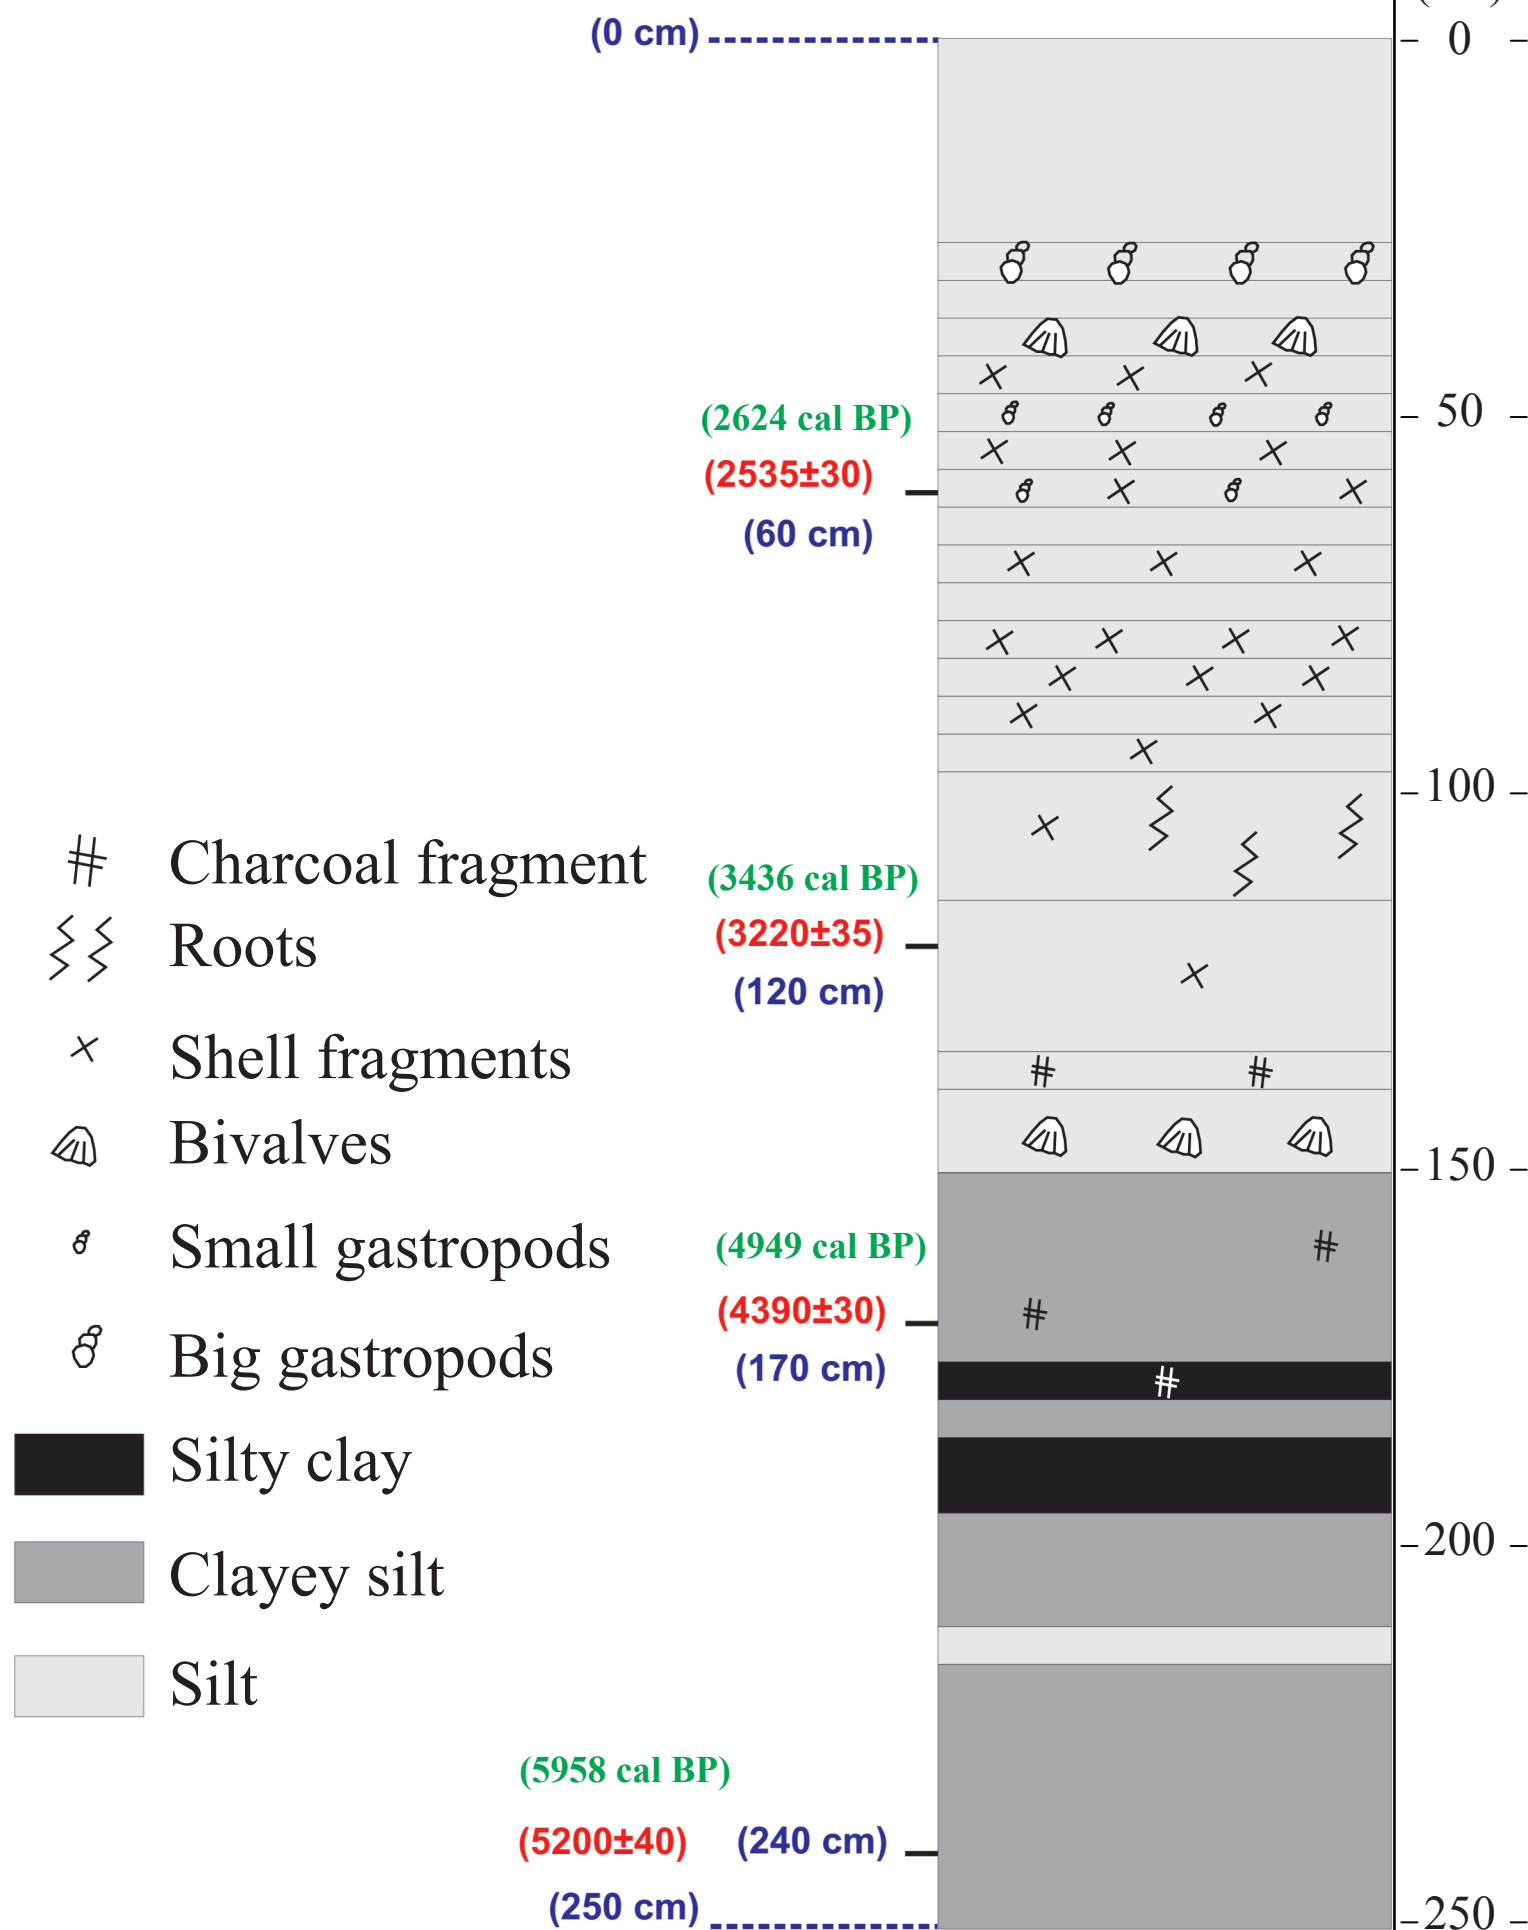 (0 cm)
0
(2624 cal BP)
50
(2535±30)
(60 cm)
100
Charcoal fragment
(3436 cal BP)
Roots
(3220±35)
(120 cm)
Shell fragments
Bivalves
150
Small gastropods
(4949 cal BP)
(4390±30)
Big gastropods
(170 cm)
Silty clay
200
Clayey silt
Silt
(5958 cal BP)
(5200±40) (240 cm)
(250 cm)
250